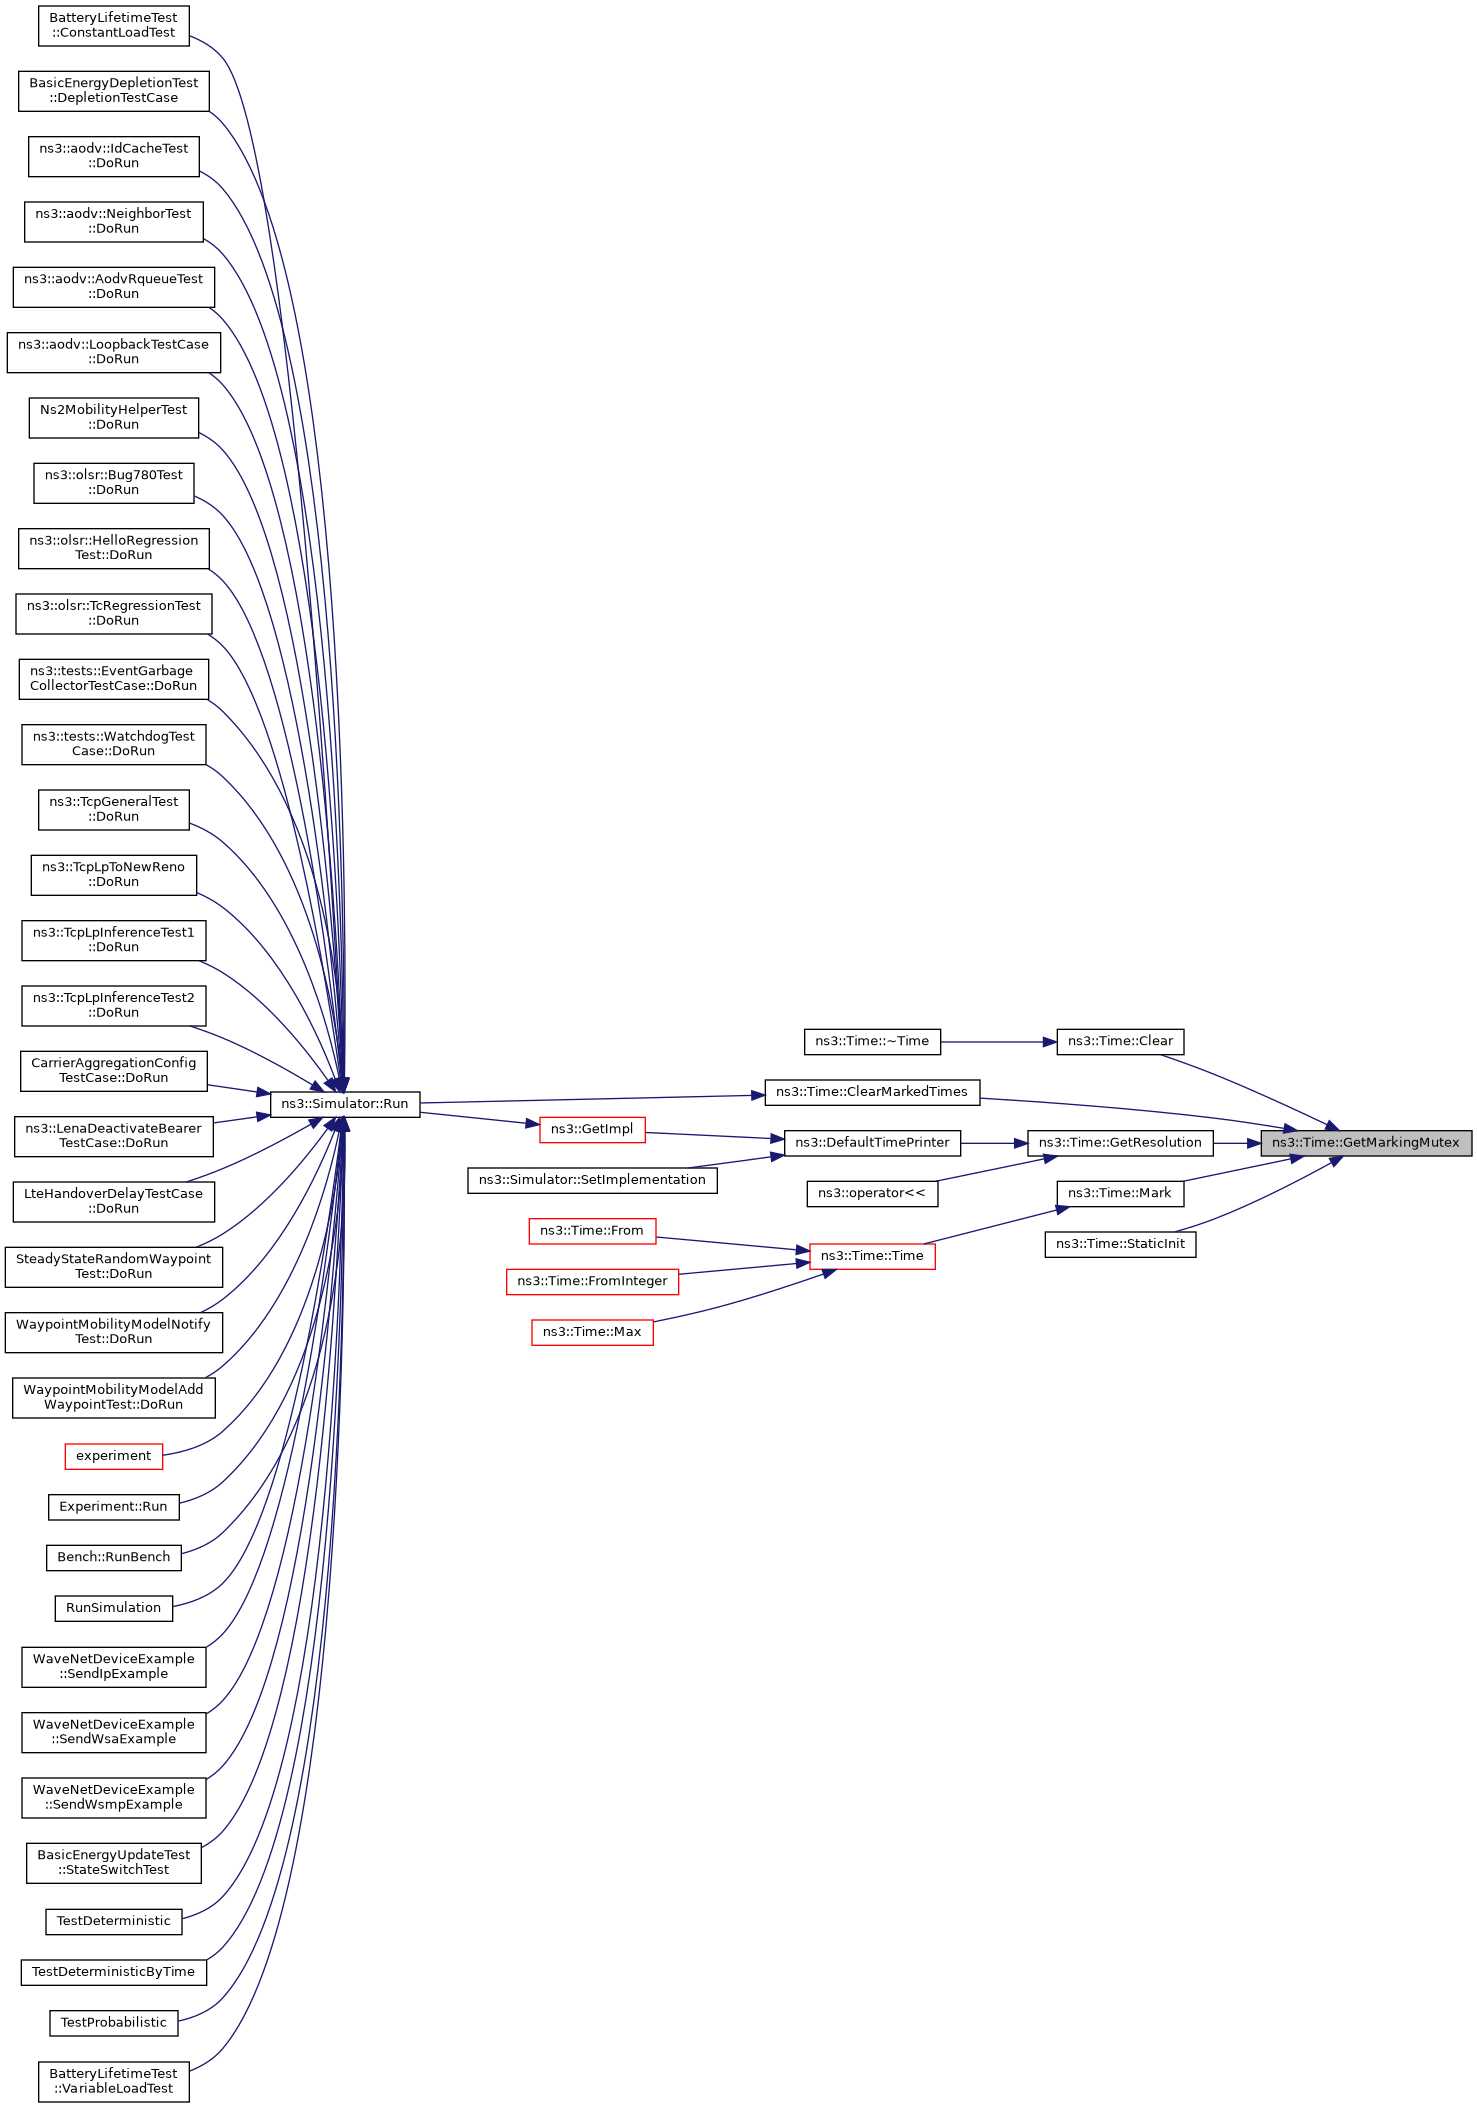 BatteryLifetimeTest
::ConstantLoadTest
BasicEnergyDepletionTest
::DepletionTestCase
ns3::aodv::IdCacheTest
::DoRun
ns3::aodv::NeighborTest
::DoRun
ns3::aodv::AodvRqueueTest
::DoRun
ns3::aodv::LoopbackTestCase
::DoRun
Ns2MobilityHelperTest
::DoRun
ns3::olsr::Bug780Test
::DoRun
ns3::olsr::HelloRegression
Test::DoRun
ns3::olsr::TcRegressionTest
::DoRun
ns3::tests::EventGarbage
CollectorTestCase::DoRun
ns3::tests::WatchdogTest
Case::DoRun
ns3::TcpGeneralTest
::DoRun
ns3::TcpLpToNewReno
::DoRun
ns3::TcpLpInferenceTest1
::DoRun
ns3::TcpLpInferenceTest2
::DoRun
CarrierAggregationConfig
TestCase::DoRun
ns3::LenaDeactivateBearer
TestCase::DoRun
LteHandoverDelayTestCase
::DoRun
SteadyStateRandomWaypoint
Test::DoRun
WaypointMobilityModelNotify
Test::DoRun
WaypointMobilityModelAdd
WaypointTest::DoRun
experiment
Experiment::Run
Bench::RunBench
RunSimulation
WaveNetDeviceExample
::SendIpExample
WaveNetDeviceExample
::SendWsaExample
WaveNetDeviceExample
::SendWsmpExample
BasicEnergyUpdateTest
::StateSwitchTest
TestDeterministic
TestDeterministicByTime
TestProbabilistic
BatteryLifetimeTest
::VariableLoadTest
ns3::Simulator::Run
ns3::GetImpl
ns3::Simulator::SetImplementation
ns3::Time::From
ns3::Time::FromInteger
ns3::Time::Max
ns3::Time::~Time
ns3::Time::ClearMarkedTimes
ns3::DefaultTimePrinter
ns3::operator<<
ns3::Time::Time
ns3::Time::Clear
ns3::Time::GetResolution
ns3::Time::Mark
ns3::Time::StaticInit
ns3::Time::GetMarkingMutex